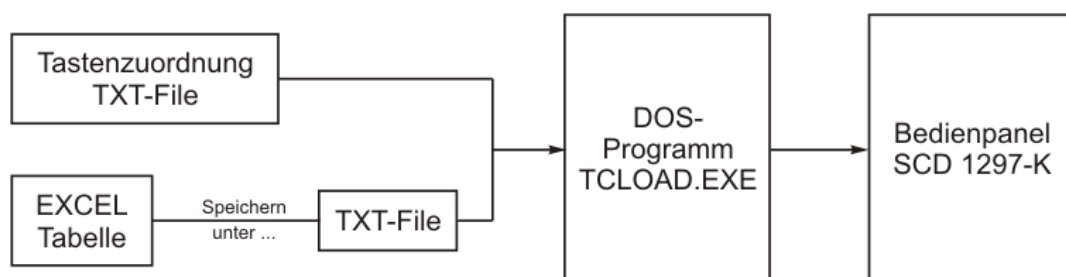 Tastenzuordnung
TXT-File
EXCEL
Tabelle
Speichern
unter ...
TXT-File
DOS-
Programm
TCLOAD.EXE
Bedienpanel
SCD 1297-K